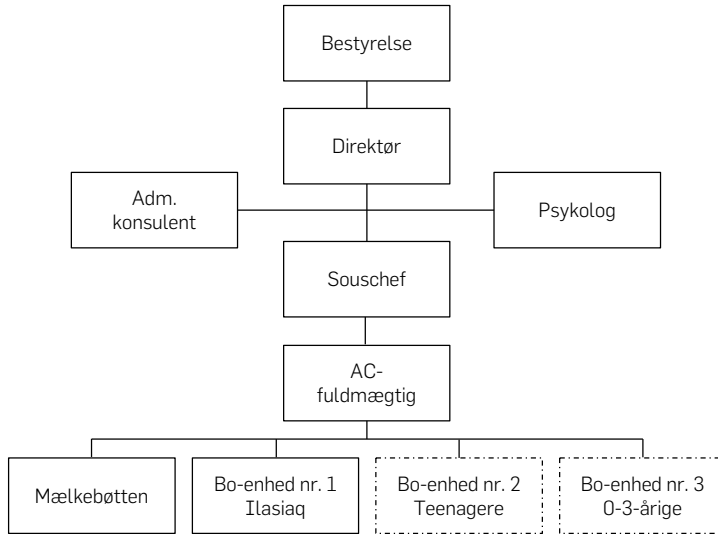 Bestyrelse
Direktør
Adm.
konsulent
Psykolog
Souschef
AC-
fuldmægtig
Mælkebøtten
Bo-enhed nr. 1
Ilasiaq
Bo-enhed nr. 2
Teenagere
Bo-enhed nr. 3
0-3-årige